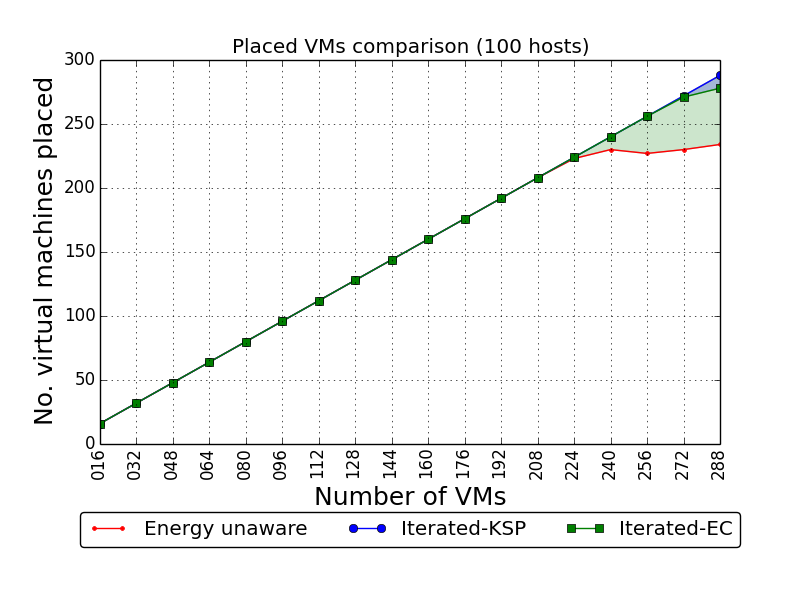 Placed VMs comparison (100 hosts)
300
250
200
150
100
50
0
No. virtual machines placed
016 032 048 064 080 096 112 128 144 160 176 192 208 224 240 256 272 288
Number of VMs
Energy unaware Iterated-KSP Iterated-EC